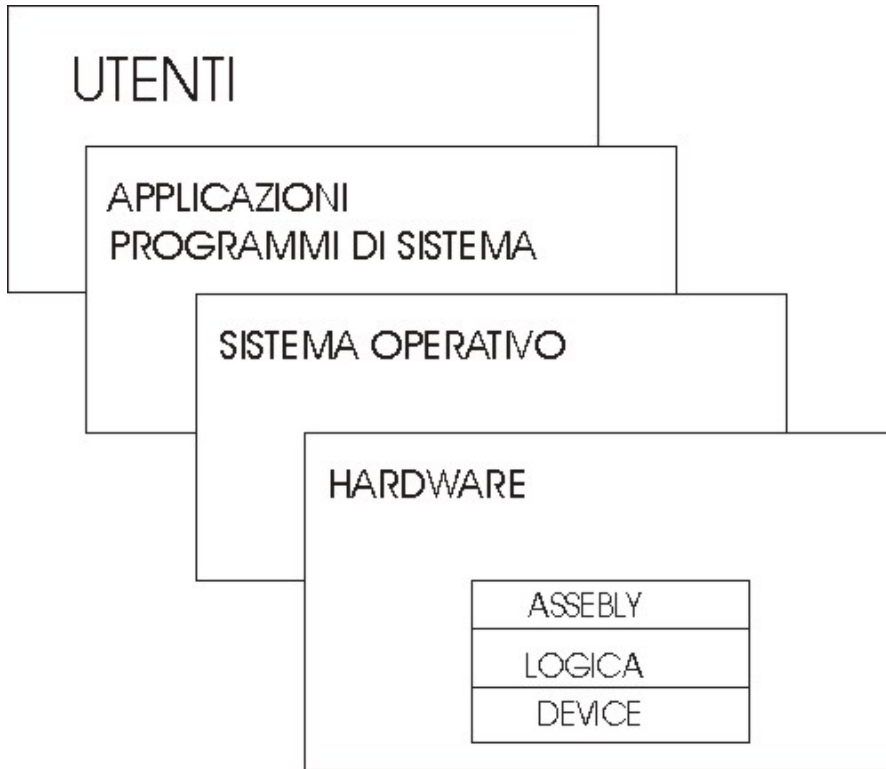 UTENTI
APPLICAZIONI
PROGRAMMI DI SISTEMA
SISTEMA OPERATIVO
HARDWARE
ASSEBLY
LOGICA
DEVICE